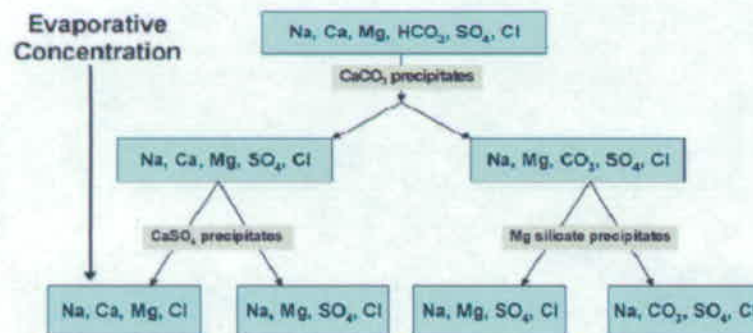 Evaporative
Concentration
Na, Ca, Mg, HCO₃, SO₄, Cl
CaCO₃ precipitates
Na, Ca, Mg, SO₄, Cl
Na, Mg, CO₃, SO₄, Cl
CaSO₄ precipitates
Mg silicate precipitates
Na, Ca, Mg, Cl
Na, Mg, SO₄, Cl
Na, Mg, SO₄, Cl
Na, CO₃, SO₄, Cl